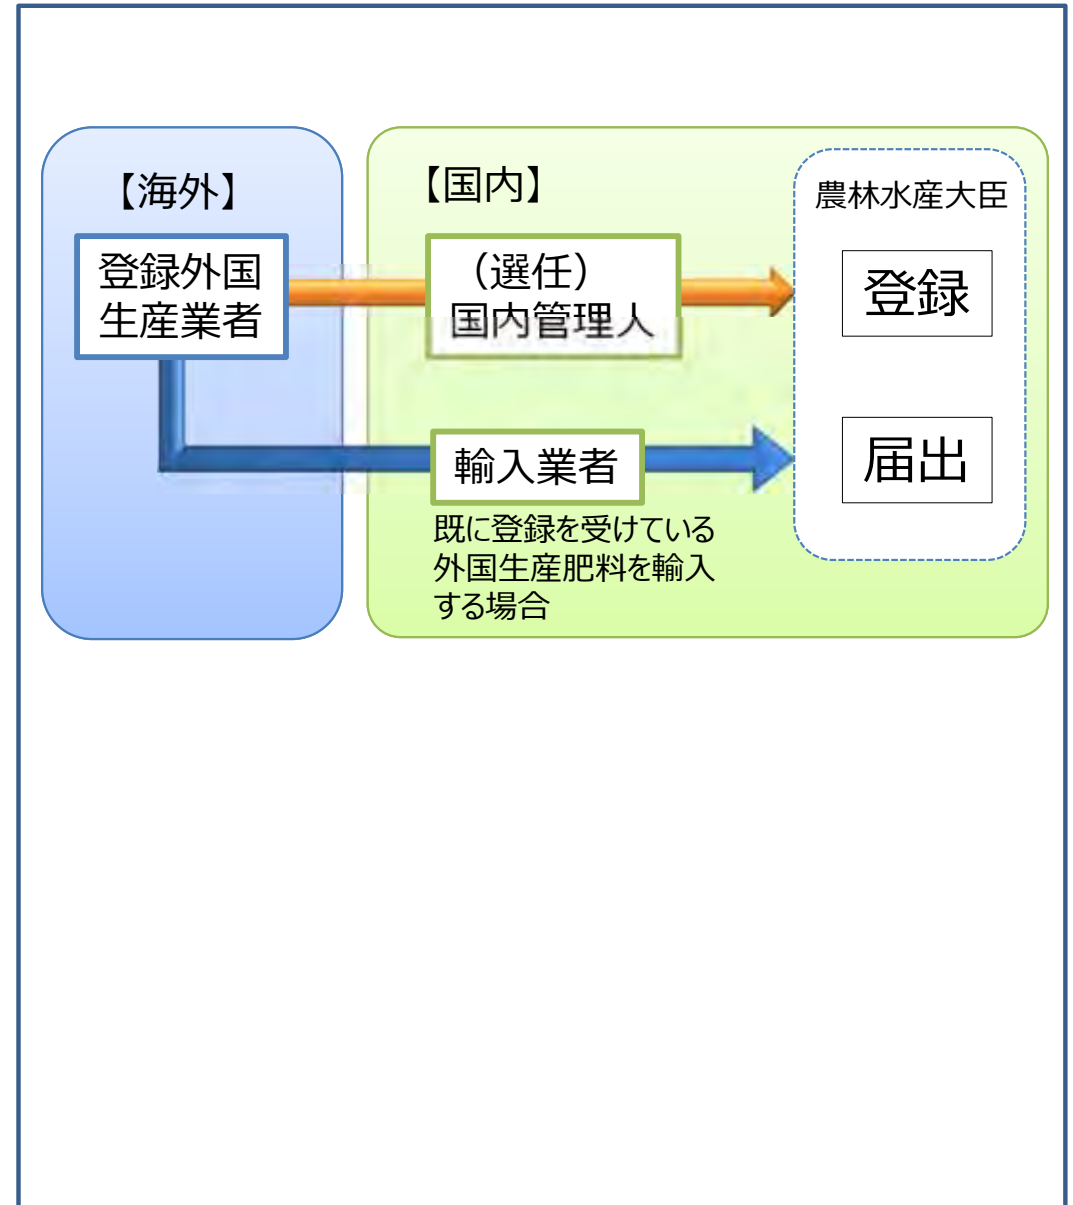 【海外】
登録外国
生産業者
【国内】
（選任）
国内管理人
輸入業者
既に登録を受けている
外国生産肥料を輸入
する場合
農林水産大臣
登録
届出